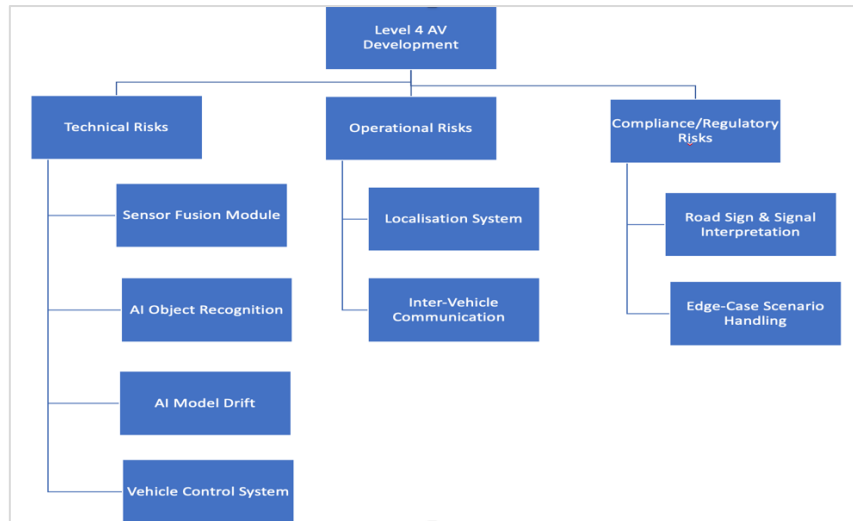 Level 4 AV
Development
Technical Risks
Operational Risks
Compliance/Regulatory
Risks
Sensor Fusion Module
AI Object Recognition
AI Model Drift
Vehicle Control System
Localisation System
Inter-Vehicle
Communication
Road Sign & Signal
Interpretation
Edge-Case Scenario
Handling